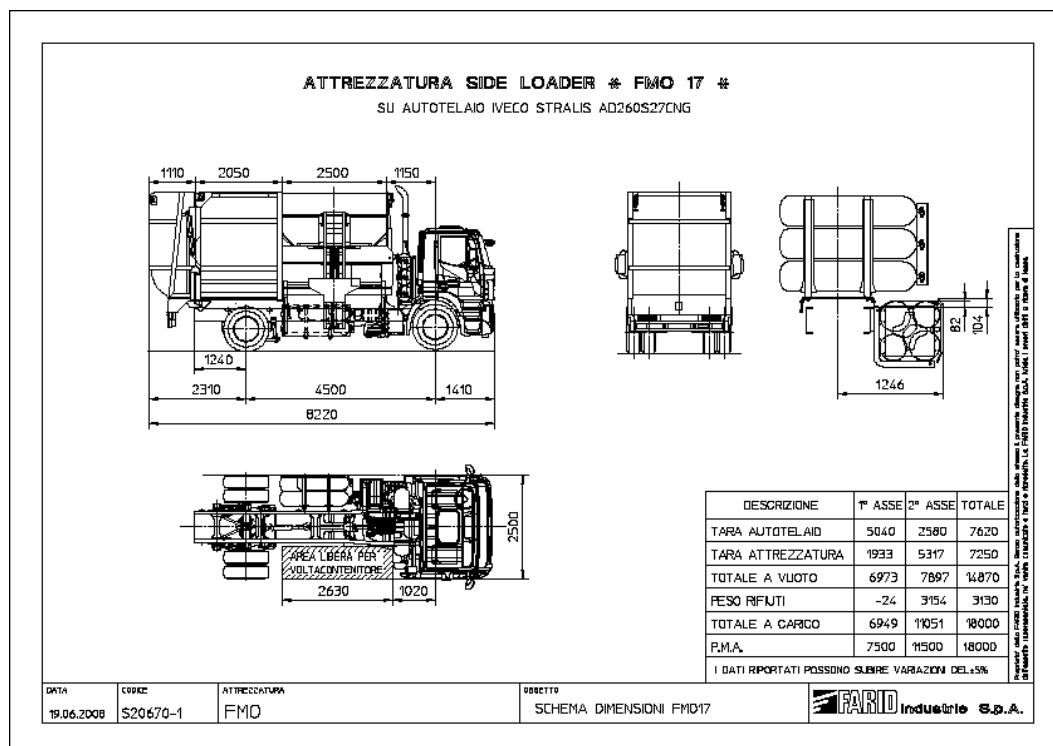 ATTREZZATURA SIDE LOADER * FMO 17 *
SU AUTOTELAIO IVECO STRALIS AD260S27CNG
1110 2050 2500 1150
1240
2310 4500 1410
8220
82
104
1246
2500
AREA LIBERA PER
VOLTACONTENITORE
2630 1020
DESCRIZIONE 1° ASSE 2° ASSE TOTALE
TARA AUTOTELAIO 5040 2580 7620
TARA ATTREZZATURA 1933 5317 7250
TOTALE A VUOTO 6973 7897 14870
PESO RIFIUTI -24 3154 3130
TOTALE A CARICO 6949 11051 18000
P.M.A. 7500 11500 18000
I DATI RIPORTATI POSSONO SUBIRE VARIAZIONI DEL±5%
DATA CODICE ATTREZZATURA OGGETTO
19.06.2008 S20670-1 FMO SCHEMA DIMENSIONI FMO17
FARID Industrie S.p.A.